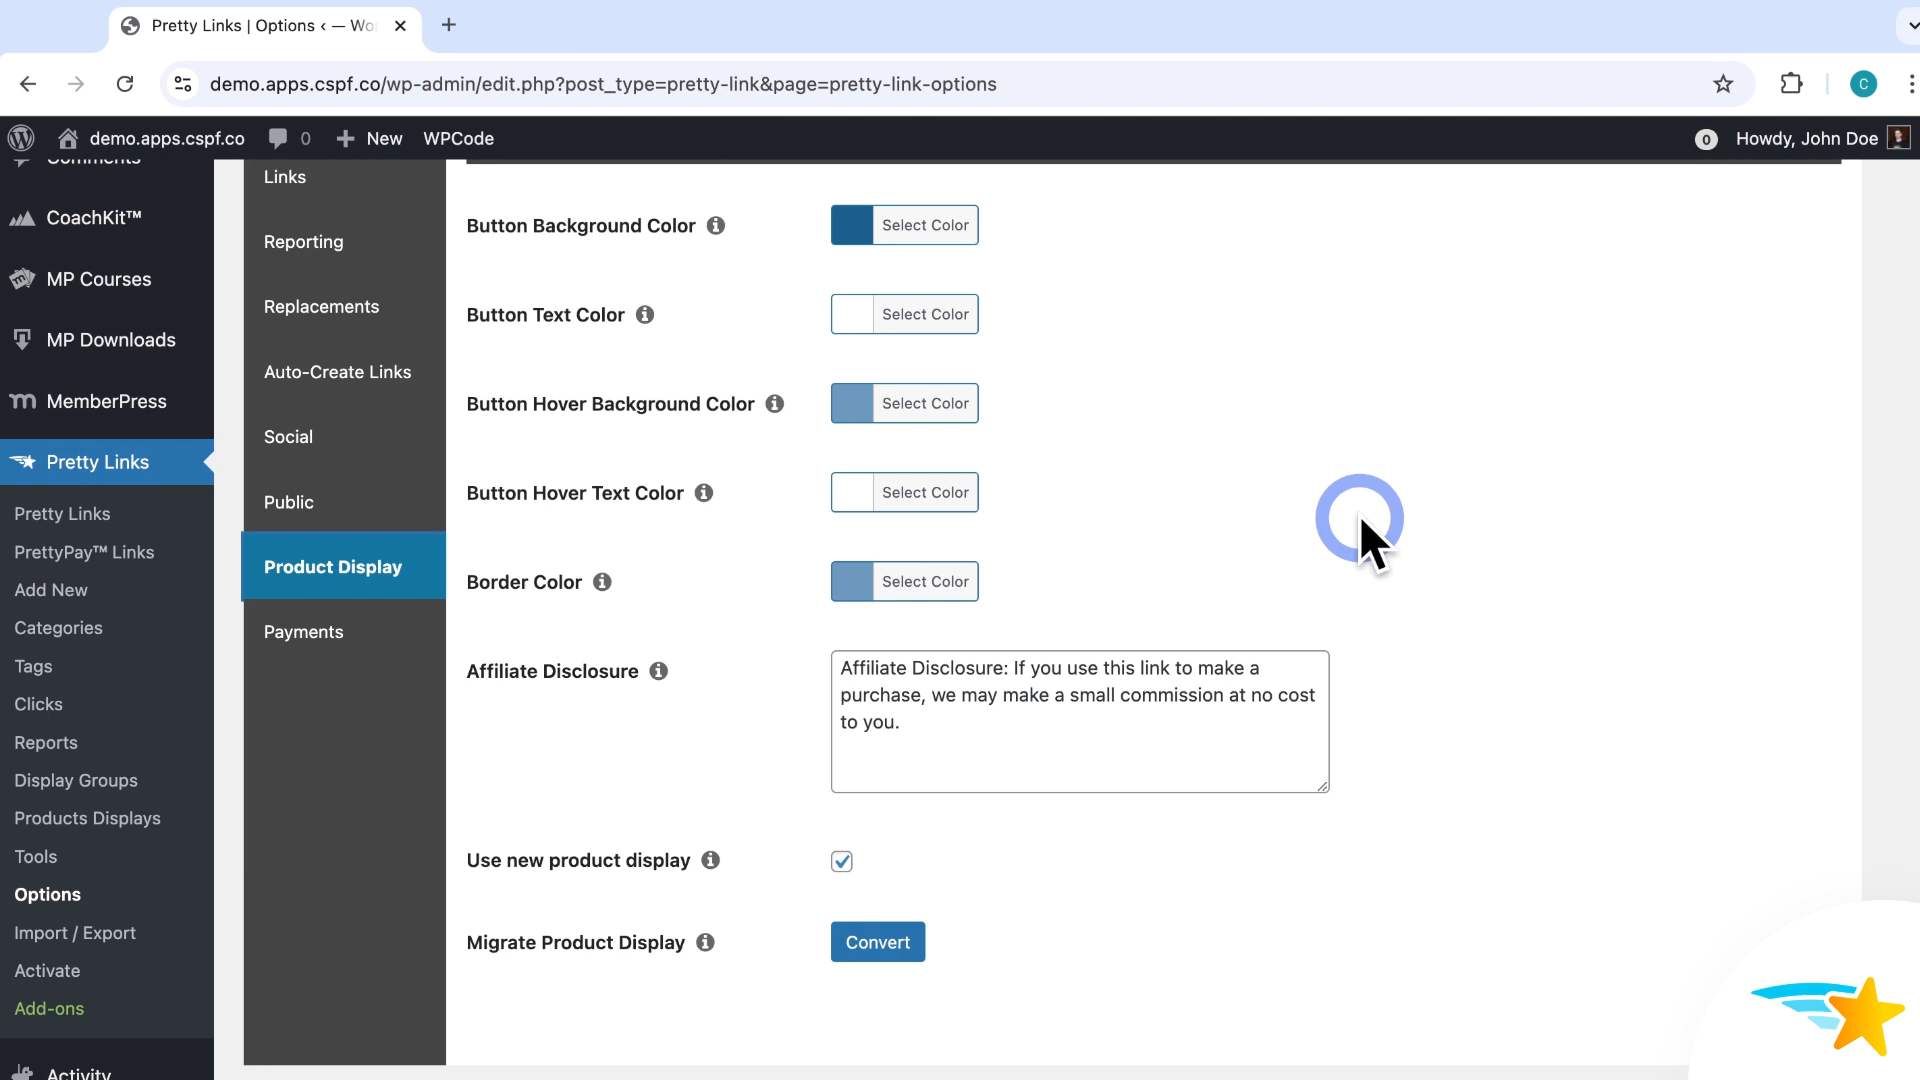 Pretty Links | Options ‹ — Wo
demo.apps.cspf.co/wp-admin/edit.php?post_type=pretty-link&page=pretty-link-options
C
demo.apps.cspf.co
0
New
WPCode
0
Howdy, John Doe
Comments
CoachKit™
MP Courses
MP Downloads
MemberPress
Pretty Links
Pretty Links
PrettyPay™ Links
Add New
Categories
Tags
Clicks
Reports
Display Groups
Products Displays
Tools
Options
Import / Export
Activate
Add-ons
Activity
Links
Reporting
Replacements
Auto-Create Links
Social
Public
Product Display
Payments
Button Background Color
Select Color
Button Text Color
Select Color
Button Hover Background Color
Select Color
Button Hover Text Color
Select Color
Border Color
Select Color
Affiliate Disclosure
Affiliate Disclosure: If you use this link to make a
purchase, we may make a small commission at no cost
to you.
Use new product display
Migrate Product Display
Convert